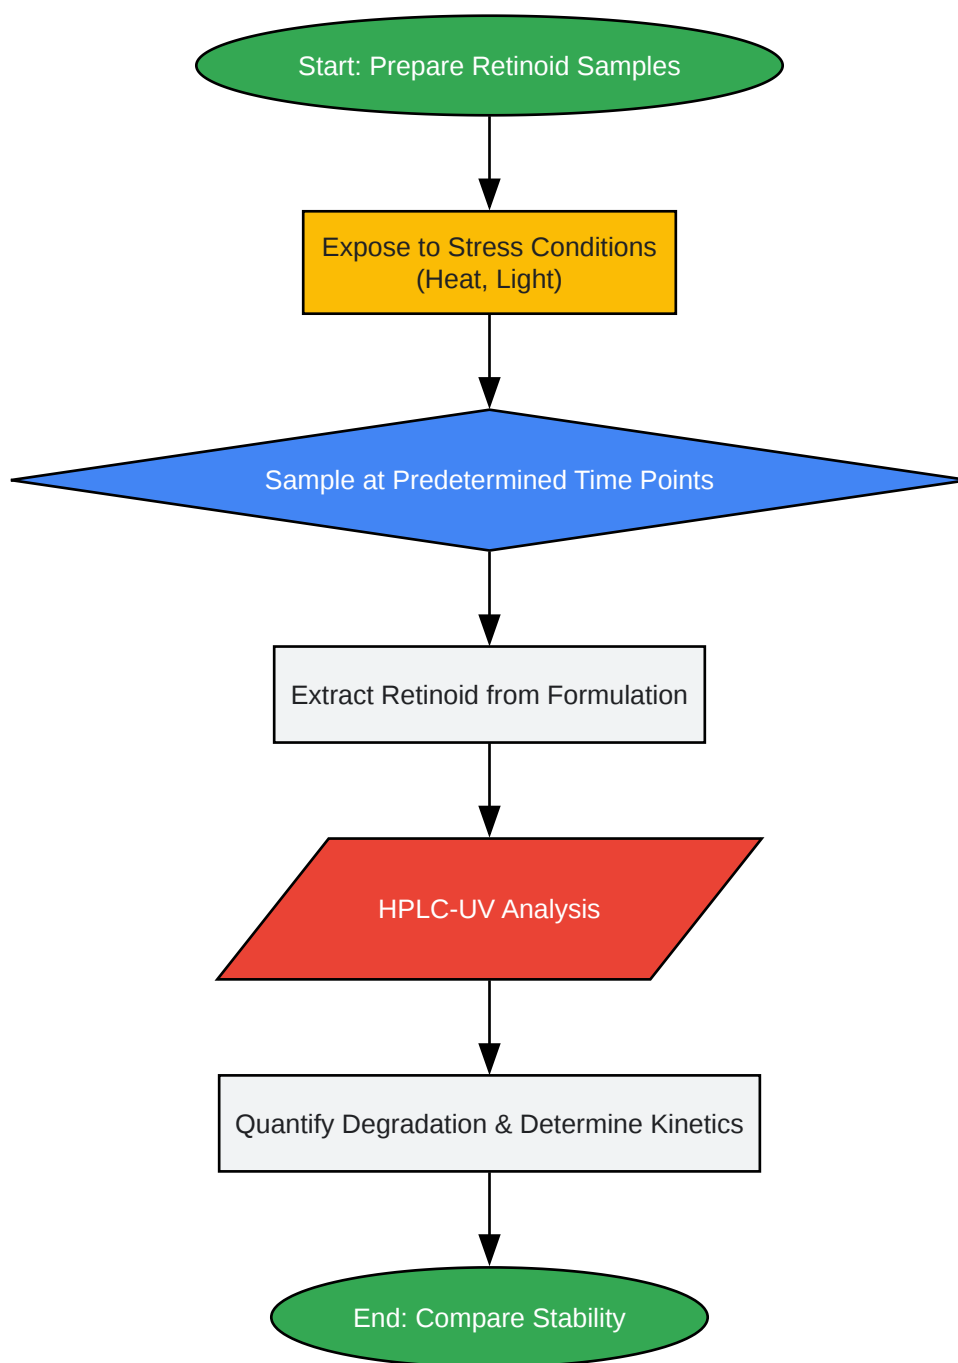 Start: Prepare Retinoid Samples
Expose to Stress Conditions
(Heat, Light)
Sample at Predetermined Time Points
Extract Retinoid from Formulation
HPLC-UV Analysis
Quantify Degradation & Determine Kinetics
End: Compare Stability